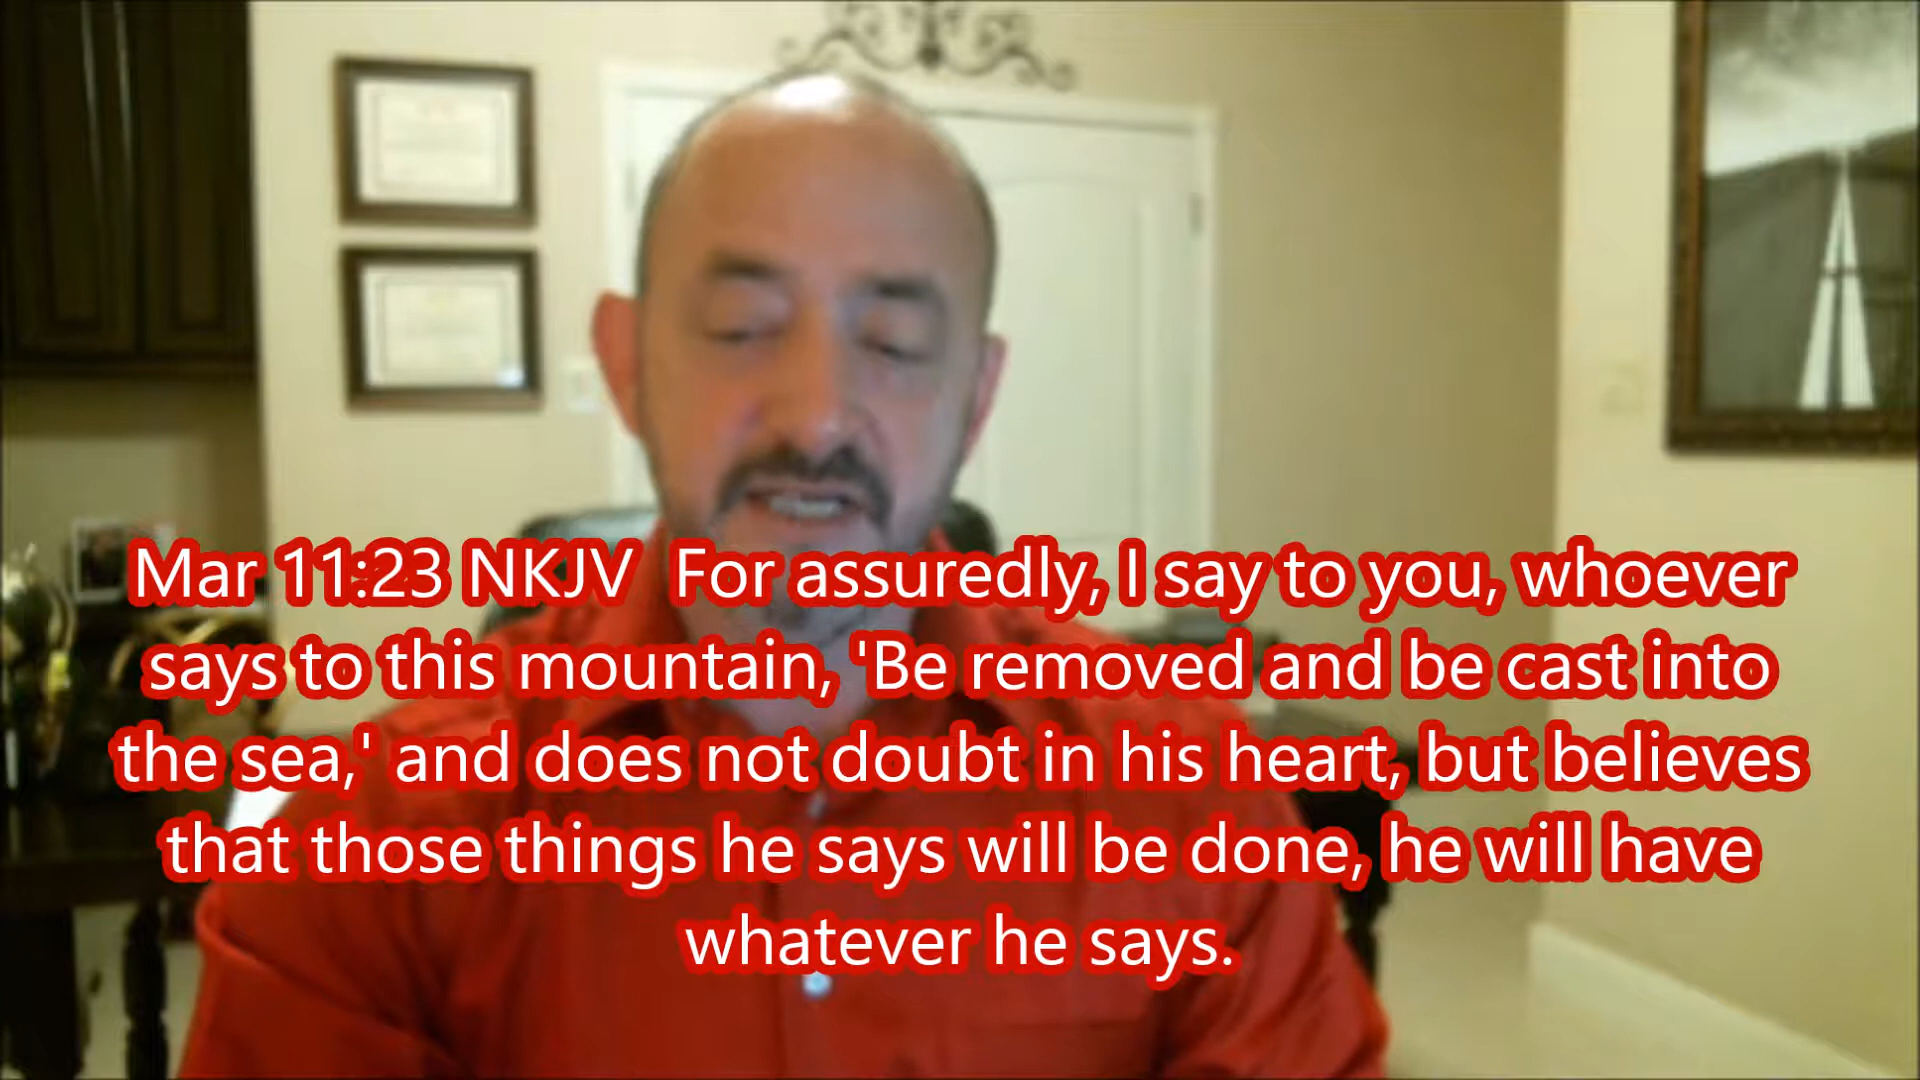 Mar 11:23 NKJV  For assuredly, I say to you, whoever
says to this mountain, 'Be removed and be cast into
the sea,' and does not doubt in his heart, but believes
that those things he says will be done, he will have
whatever he says.